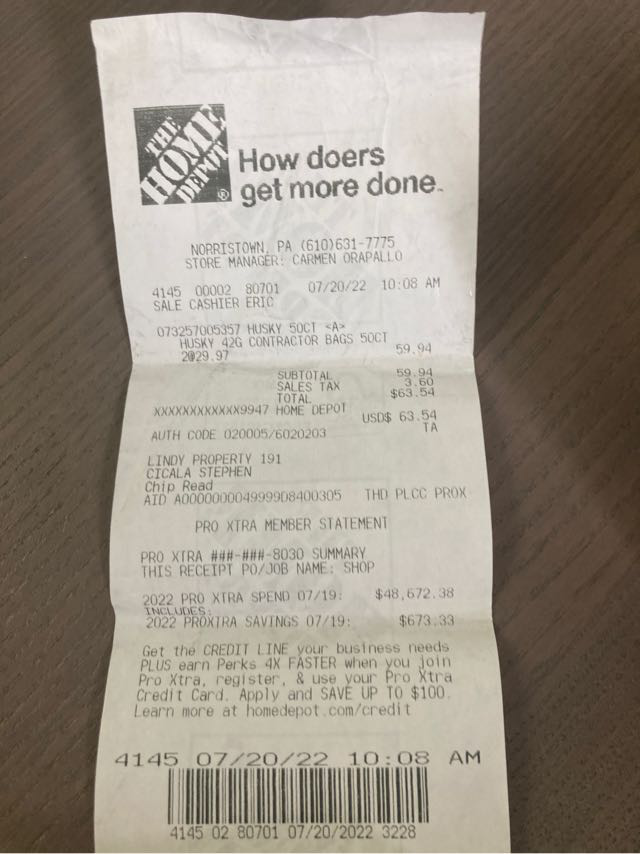 THE HOME DEPOT ®
How doers
get more done™
NORRISTOWN, PA (610)631-7775
STORE MANAGER: CARMEN ORAPALLO
4145 00002 80701 07/20/22 10:08 AM
SALE CASHIER ERIC
073257005357 HUSKY 50CT <A>
HUSKY 42G CONTRACTOR BAGS 50CT
2@29.97 59.94
SUBTOTAL 59.94
SALES TAX 3.60
TOTAL $63.54
XXXXXXXXXXXX9947 HOME DEPOT
USD$ 63.54
AUTH CODE 020005/6020203 TA
LINDY PROPERTY 191
CICALA STEPHEN
Chip Read
AID A0000000049999D8400305 THD PLCC PROX
PRO XTRA MEMBER STATEMENT
PRO XTRA ###-###-8030 SUMMARY
THIS RECEIPT PO/JOB NAME: SHOP
2022 PRO XTRA SPEND 07/19: $48,672.38
INCLUDES:
2022 PROXTRA SAVINGS 07/19: $673.33
Get the CREDIT LINE your business needs
PLUS earn Perks 4X FASTER when you join
Pro Xtra, register, & use your Pro Xtra
Credit Card. Apply and SAVE UP TO $100.
Learn more at homedepot.com/credit
4145 07/20/22 10:08 AM
4145 02 80701 07/20/2022 3228